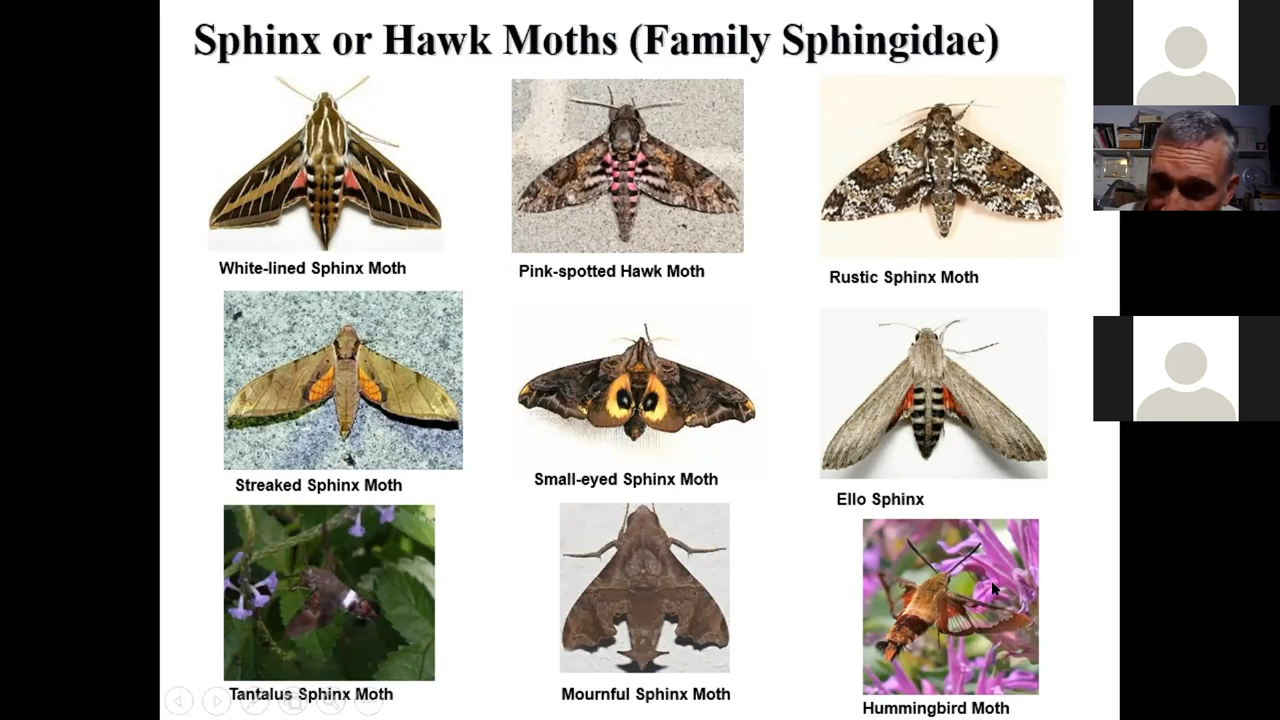 Sphinx or Hawk Moths (Family Sphingidae)
White-lined Sphinx Moth
Pink-spotted Hawk Moth
Rustic Sphinx Moth
Streaked Sphinx Moth
Small-eyed Sphinx Moth
Ello Sphinx
Tantalus Sphinx Moth
Mournful Sphinx Moth
Hummingbird Moth